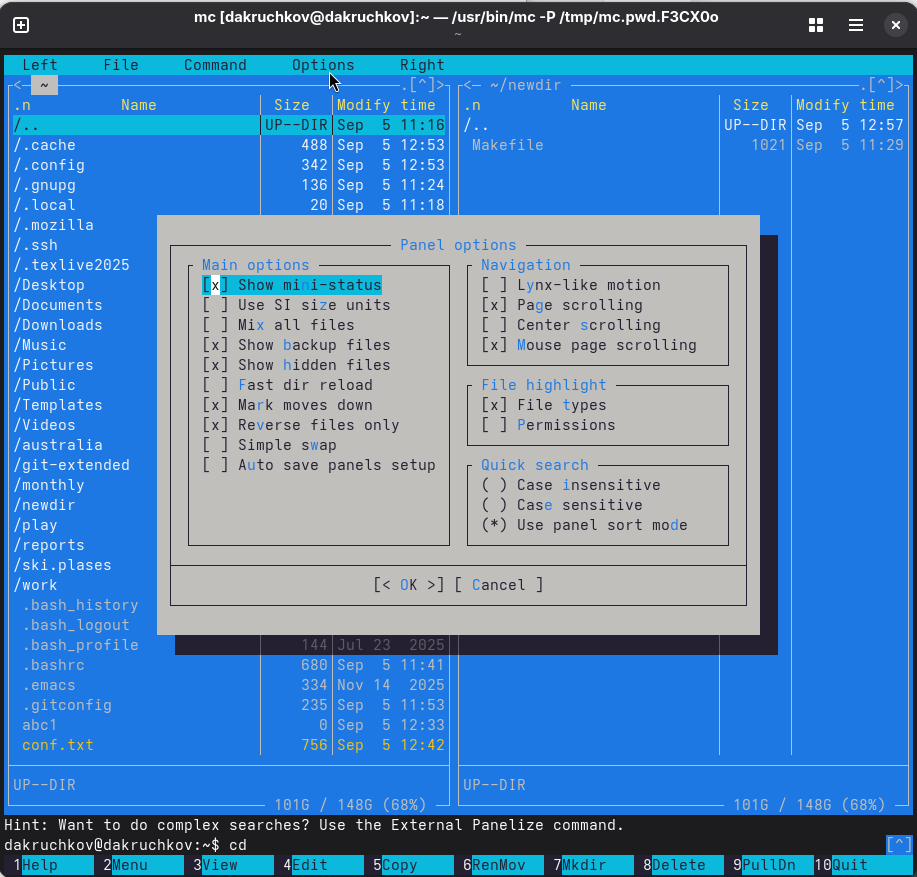 mc [dakruchkov@dakruchkov]:~ — /usr/bin/mc -P /tmp/mc.pwd.F3CX0o
~
Left File Command Options Right
<─ ~ .[^]> <─ ~/newdir .[^]>
.n Name Size Modify time .n Name Size Modify time
/.. UP--DIR Sep 5 11:16 /.. UP--DIR Sep 5 12:57
/.cache 488 Sep 5 12:53 Makefile 1021 Sep 5 11:29
/.config 342 Sep 5 12:53
/.gnupg 136 Sep 5 11:24
/.local 20 Sep 5 11:18
/.mozilla
/.ssh
/.texlive2025
/Desktop
/Documents
/Downloads
/Music
/Pictures
/Public
/Templates
/Videos
/australia
/git-extended
/monthly
/newdir
/play
/reports
/ski.plases
/work
.bash_history
.bash_logout
.bash_profile 144 Jul 23 2025
.bashrc 680 Sep 5 11:41
.emacs 334 Nov 14 2025
.gitconfig 235 Sep 5 11:53
abc1 0 Sep 5 12:33
conf.txt 756 Sep 5 12:42
Panel options
Main options
[x] Show mini-status
[ ] Use SI size units
[ ] Mix all files
[x] Show backup files
[x] Show hidden files
[ ] Fast dir reload
[x] Mark moves down
[x] Reverse files only
[ ] Simple swap
[ ] Auto save panels setup
Navigation
[ ] Lynx-like motion
[x] Page scrolling
[ ] Center scrolling
[x] Mouse page scrolling
File highlight
[x] File types
[ ] Permissions
Quick search
( ) Case insensitive
( ) Case sensitive
(*) Use panel sort mode
[< OK >] [ Cancel ]
UP--DIR UP--DIR
101G / 148G (68%) 101G / 148G (68%)
Hint: Want to do complex searches? Use the External Panelize command.
dakruchkov@dakruchkov:~$ cd [^]
1Help 2Menu 3View 4Edit 5Copy 6RenMov 7Mkdir 8Delete 9PullDn 10Quit